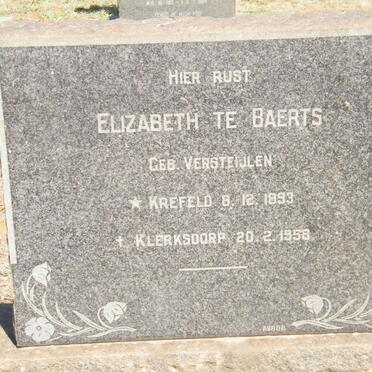 HIER RUST
ELIZABETH TE BAERTS
GEB. VERSTEIJLEN
★ KREFELD 8. 12. 1893
† KLERKSDORP 20. 2. 1958